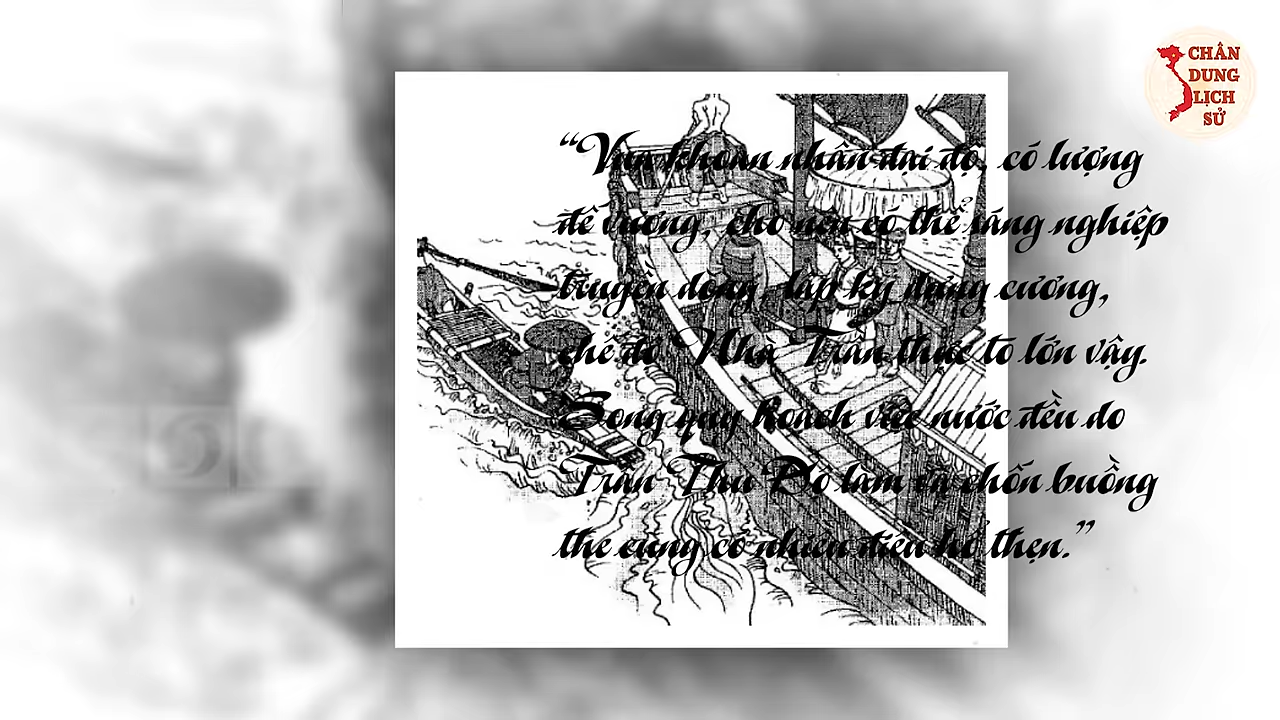 “Vua khoan nhân đại độ, có lượng
đế vương, cho nên có thể sáng nghiệp
truyền dòng, lập kỷ dựng cương,
chế độ Nhà Trần thực to lớn vậy.
Song quy hoạch việc nước đều do
Trần Thủ Độ làm và chốn buồng
the cũng có nhiều điều hổ thẹn.”
CHÂN
DUNG
LỊCH
SỬ